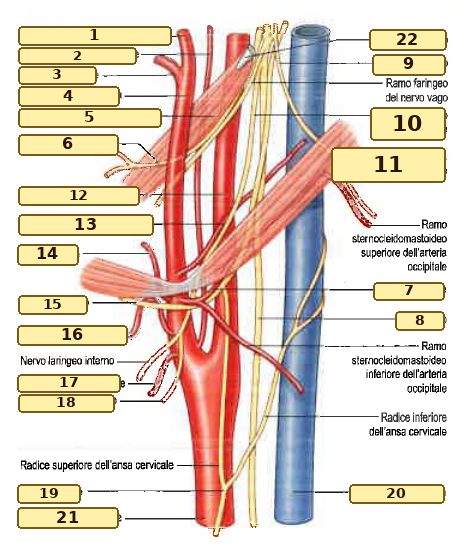 1
2
3
4
5
6
12
13
14
15
16
Nervo laringeo interno
17
18
Radice superiore dell'ansa cervicale
19
21
22
9
Ramo faringeo
del nervo vago
10
11
Ramo
sternocleidomastoideo
superiore dell'arteria
occipitale
7
8
Ramo
sternocleidomastoideo
inferiore dell'arteria
occipitale
Radice inferiore
dell'ansa cervicale
20